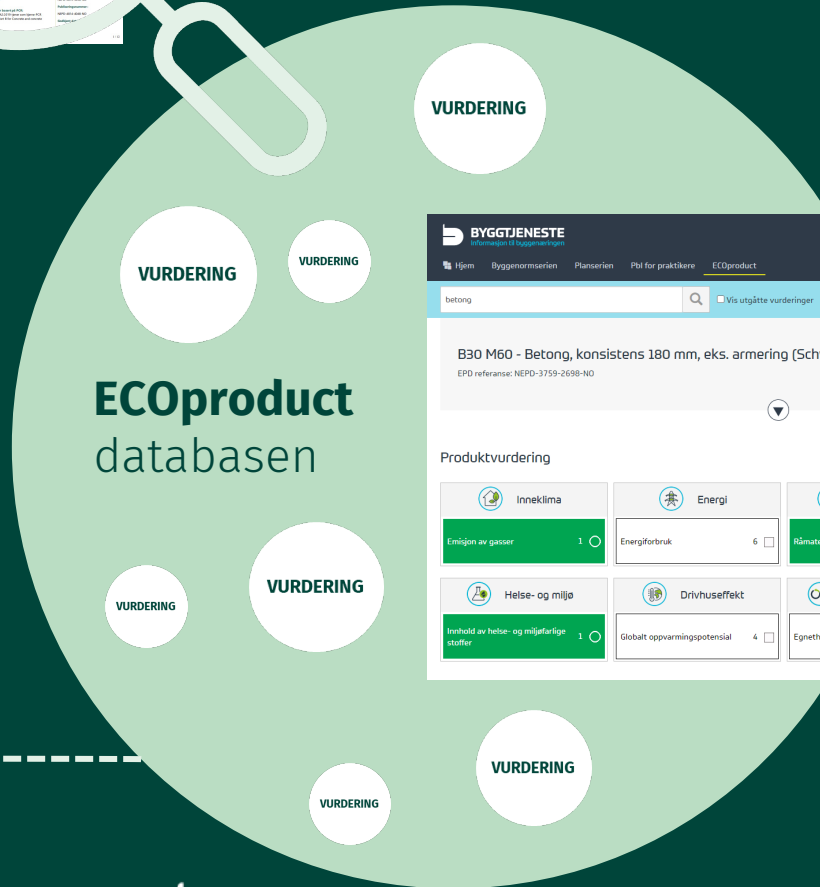 VURDERING
VURDERING
VURDERING
BYGGTJENESTE
Informasjon til byggenæringen
Hjem Byggenormserien Planserien Pbl for praktikere ECOproduct
betong
Vis utgåtte vurderinger
B30 M60 - Betong, konsistens 180 mm, eks. armering (Sch
EPD referanse: NEPD-3759-2698-NO
ECOproduct
databasen
Produktvurdering
Inneklima
Energi
Emisjon av gasser 1
Energiforbruk 6
Råmate
Helse- og miljø
Drivhuseffekt
Innhold av helse- og miljøfarlige
stoffer 1
Globalt oppvarmingspotensial 4
Egneth
VURDERING
VURDERING
VURDERING
VURDERING